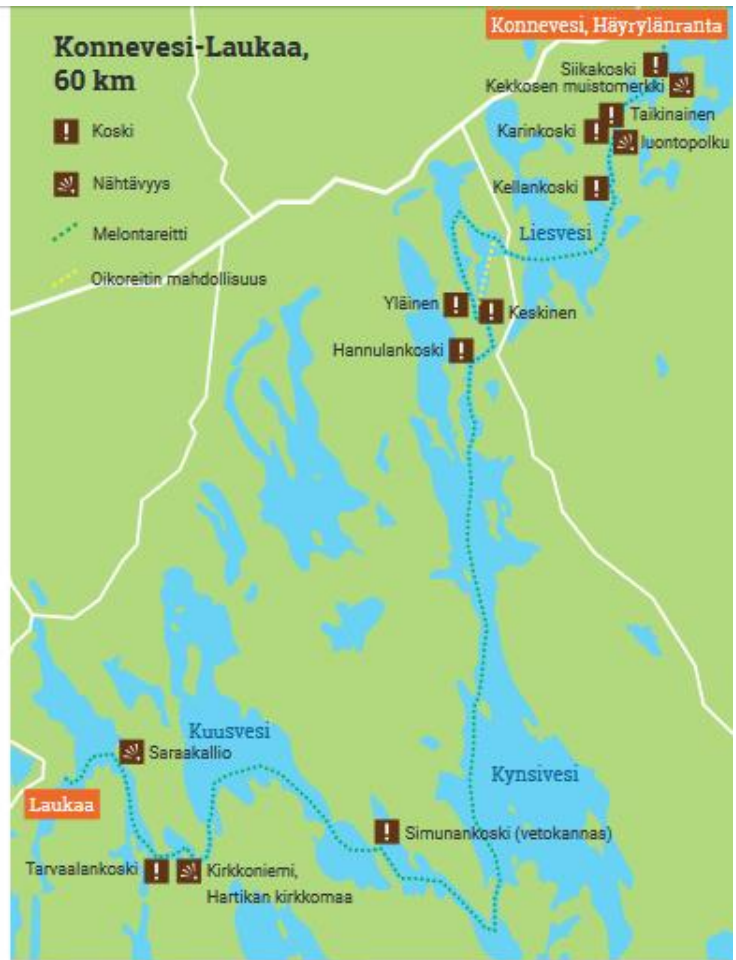 Konnevesi-Laukaa,
60 km
Koski
Nähtävyys
Melontareitti
Oikoreitin mahdollisuus
Konnevesi, Häyrylänranta
Siikakoski
Kekkosen muistomerkki
Taikinainen
Karinkoski
luontopolku
Kellankoski
Liesvesi
Yläinen
Keskinen
Hannulankoski
Kuusvesi
Saraakallio
Kynsivesi
Laukaa
Simunankoski (vetokannas)
Tarvaalankoski
Kirkkoniemi,
Hartikan kirkkomaa